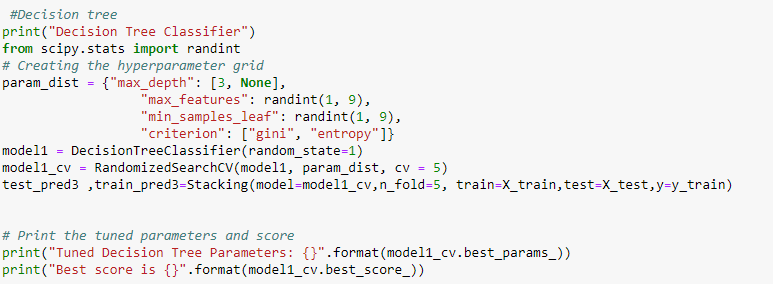 #Decision tree
print("Decision Tree Classifier")
from scipy.stats import randint
# Creating the hyperparameter grid
param_dist = {"max_depth": [3, None],
"max_features": randint(1, 9),
"min_samples_leaf": randint(1, 9),
"criterion": ["gini", "entropy"]}
model1 = DecisionTreeClassifier(random_state=1)
model1_cv = RandomizedSearchCV(model1, param_dist, cv = 5)
test_pred3 ,train_pred3=Stacking(model=model1_cv,n_fold=5, train=X_train,test=X_test,y=y_train)
# Print the tuned parameters and score
print("Tuned Decision Tree Parameters: {}".format(model1_cv.best_params_))
print("Best score is {}".format(model1_cv.best_score_))